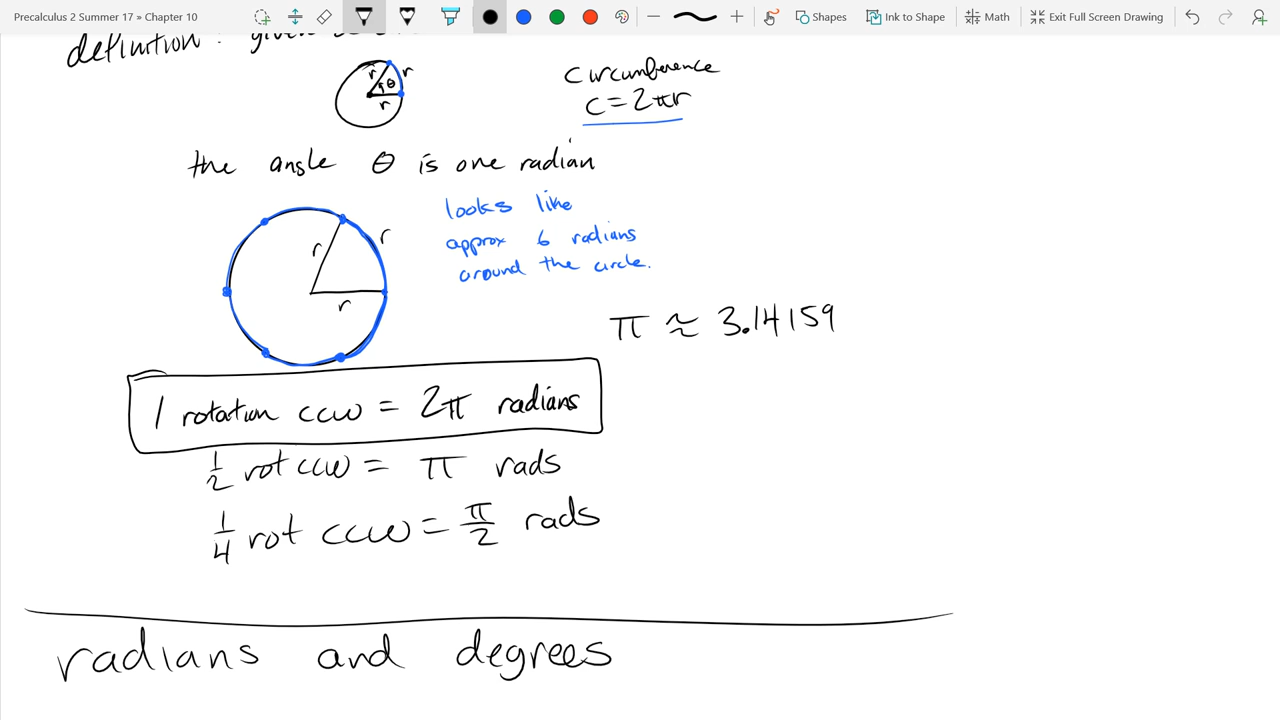 Precalculus 2 Summer 17 » Chapter 10
Shapes
Ink to Shape
Math
Exit Full Screen Drawing
definition: given
r r θ r
circumference
c = 2πr
the angle θ is one radian
r r r
looks like
approx 6 radians
around the circle.
π ≈ 3.14159
1 rotation ccw = 2π radians
1/2 rot ccw = π rads
1/4 rot ccw = π/2 rads
radians and degrees